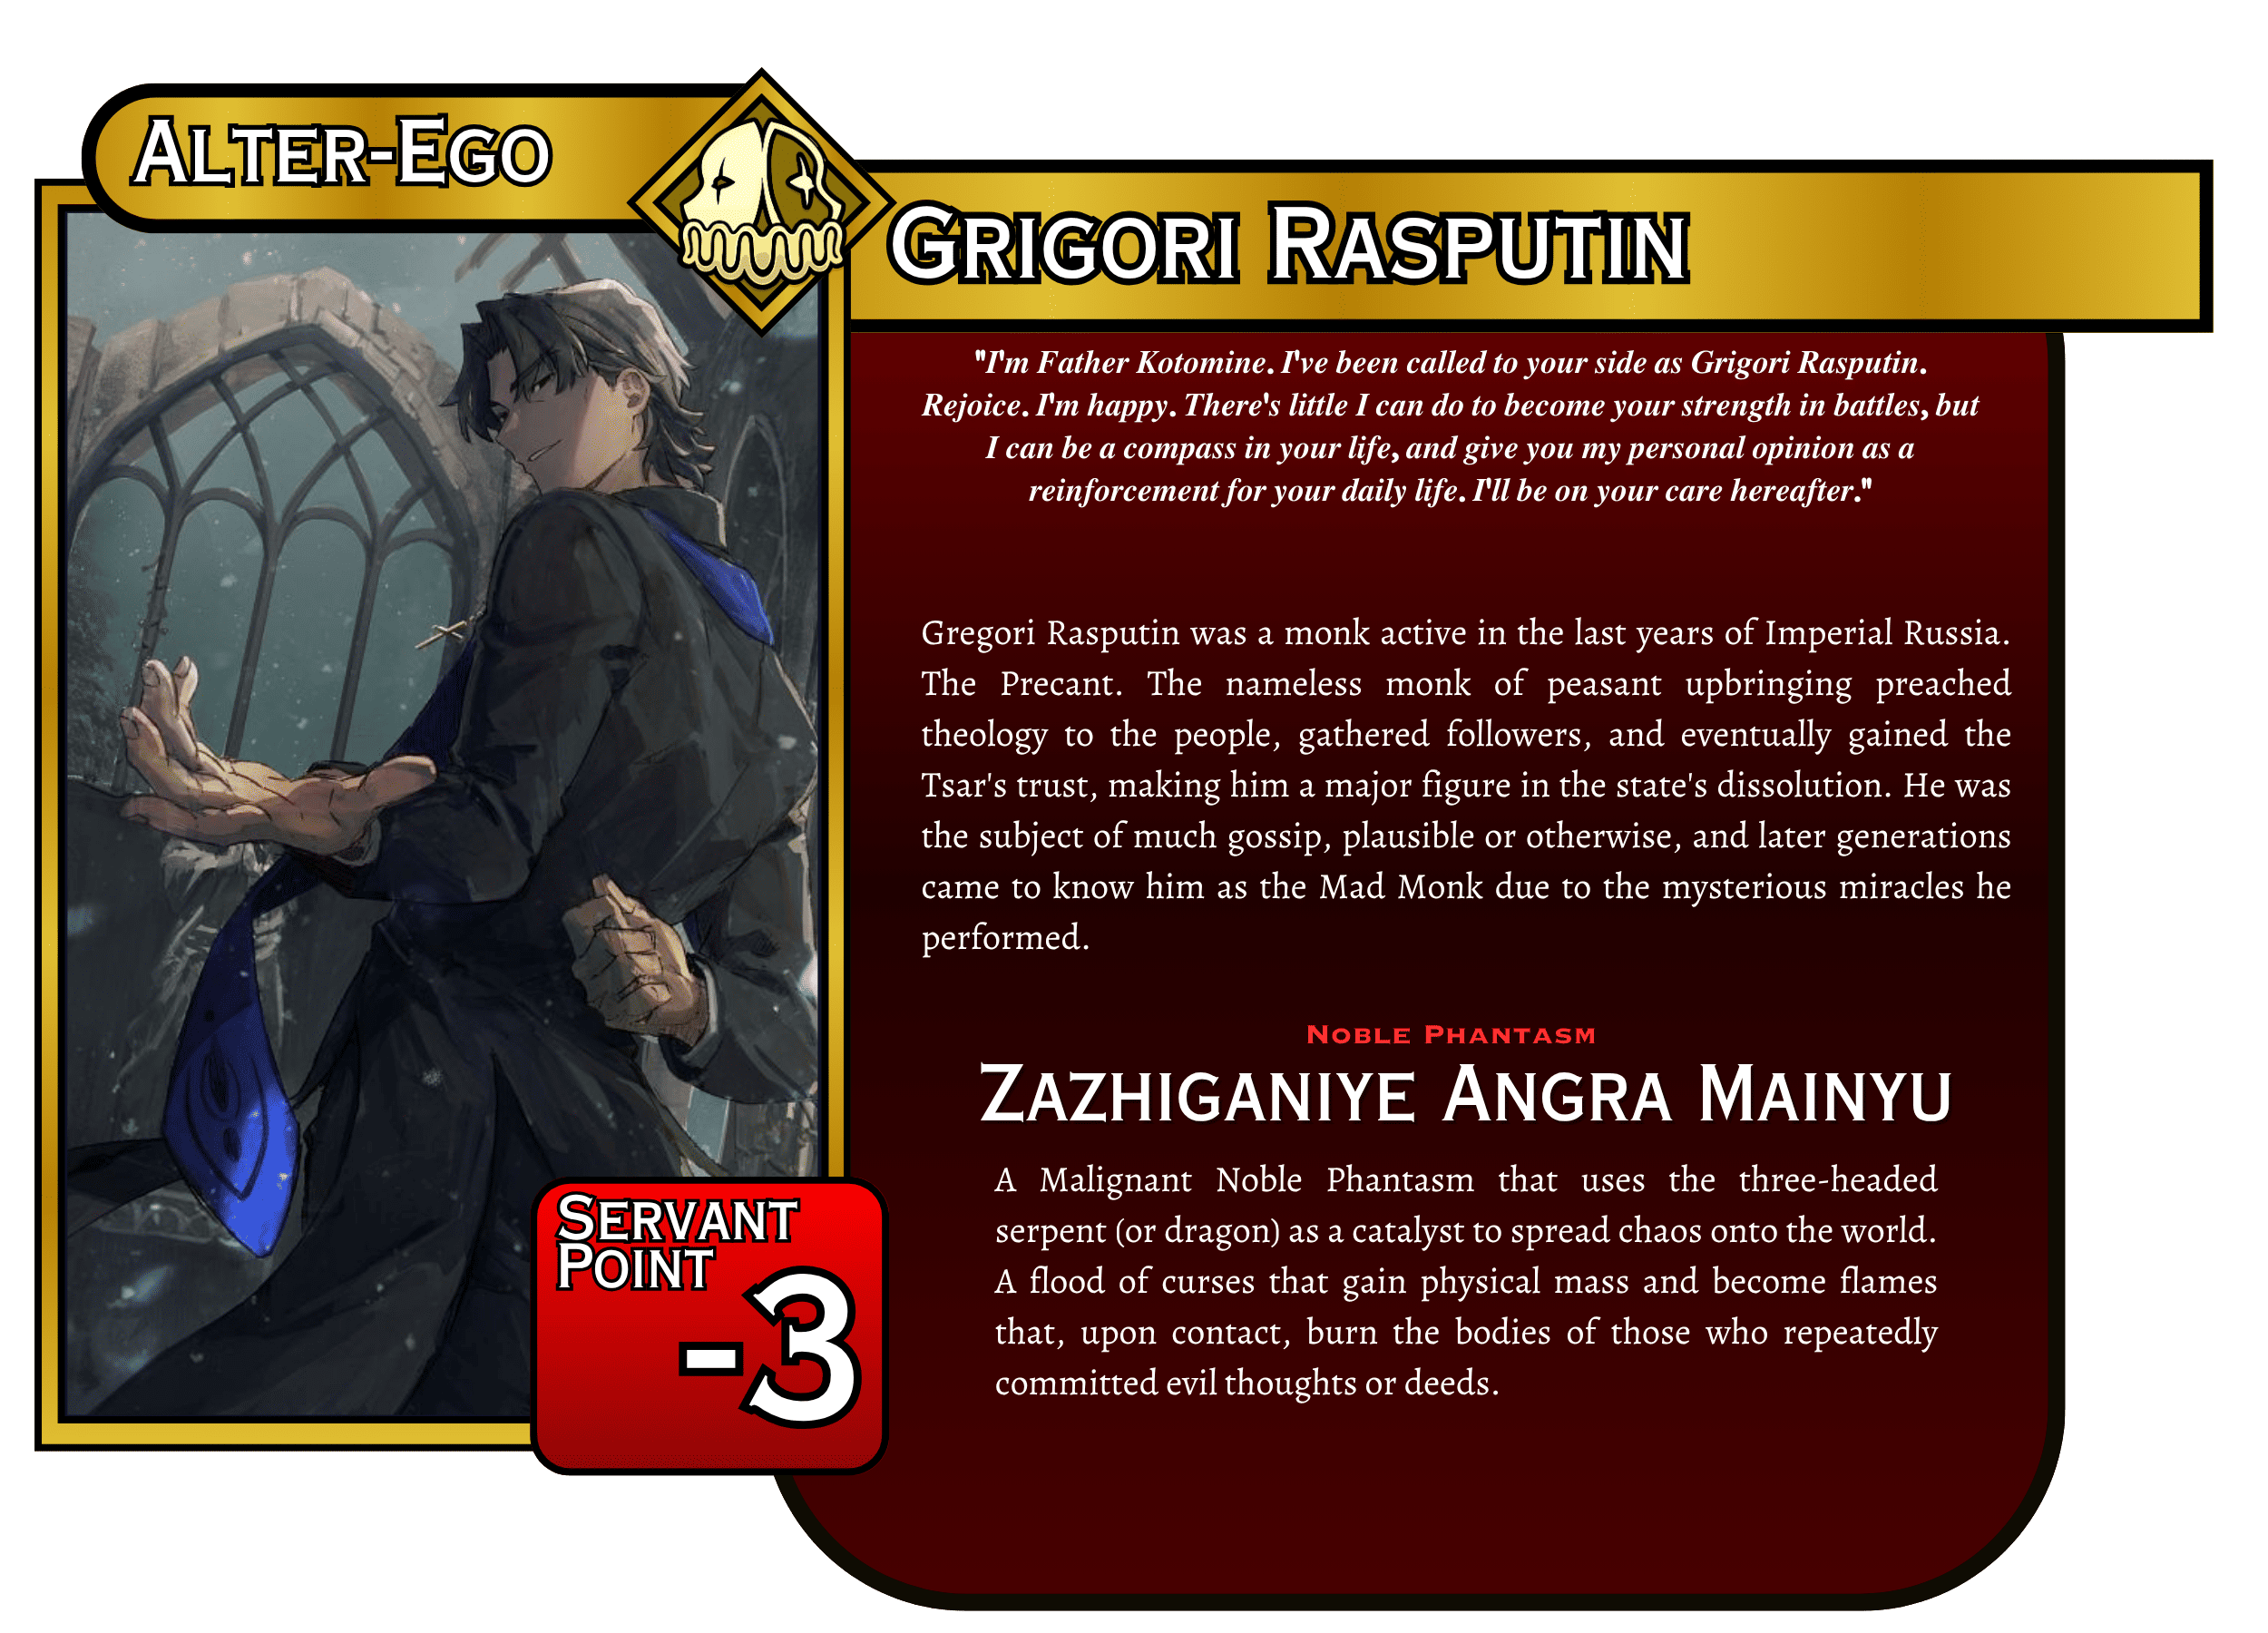 ALTER-EGO
GRIGORI RASPUTIN
"I'm Father Kotomine. I've been called to your side as Grigori Rasputin.
Rejoice. I'm happy. There's little I can do to become your strength in battles, but
I can be a compass in your life, and give you my personal opinion as a
reinforcement for your daily life. I'll be on your care hereafter."
Gregori Rasputin was a monk active in the last years of Imperial Russia.
The Precant. The nameless monk of peasant upbringing preached
theology to the people, gathered followers, and eventually gained the
Tsar's trust, making him a major figure in the state's dissolution. He was
the subject of much gossip, plausible or otherwise, and later generations
came to know him as the Mad Monk due to the mysterious miracles he
performed.
NOBLE PHANTASM
ZAZHIGANIYE ANGRA MAINYU
A Malignant Noble Phantasm that uses the three-headed
serpent (or dragon) as a catalyst to spread chaos onto the world.
A flood of curses that gain physical mass and become flames
that, upon contact, burn the bodies of those who repeatedly
committed evil thoughts or deeds.
SERVANT
POINT
-3